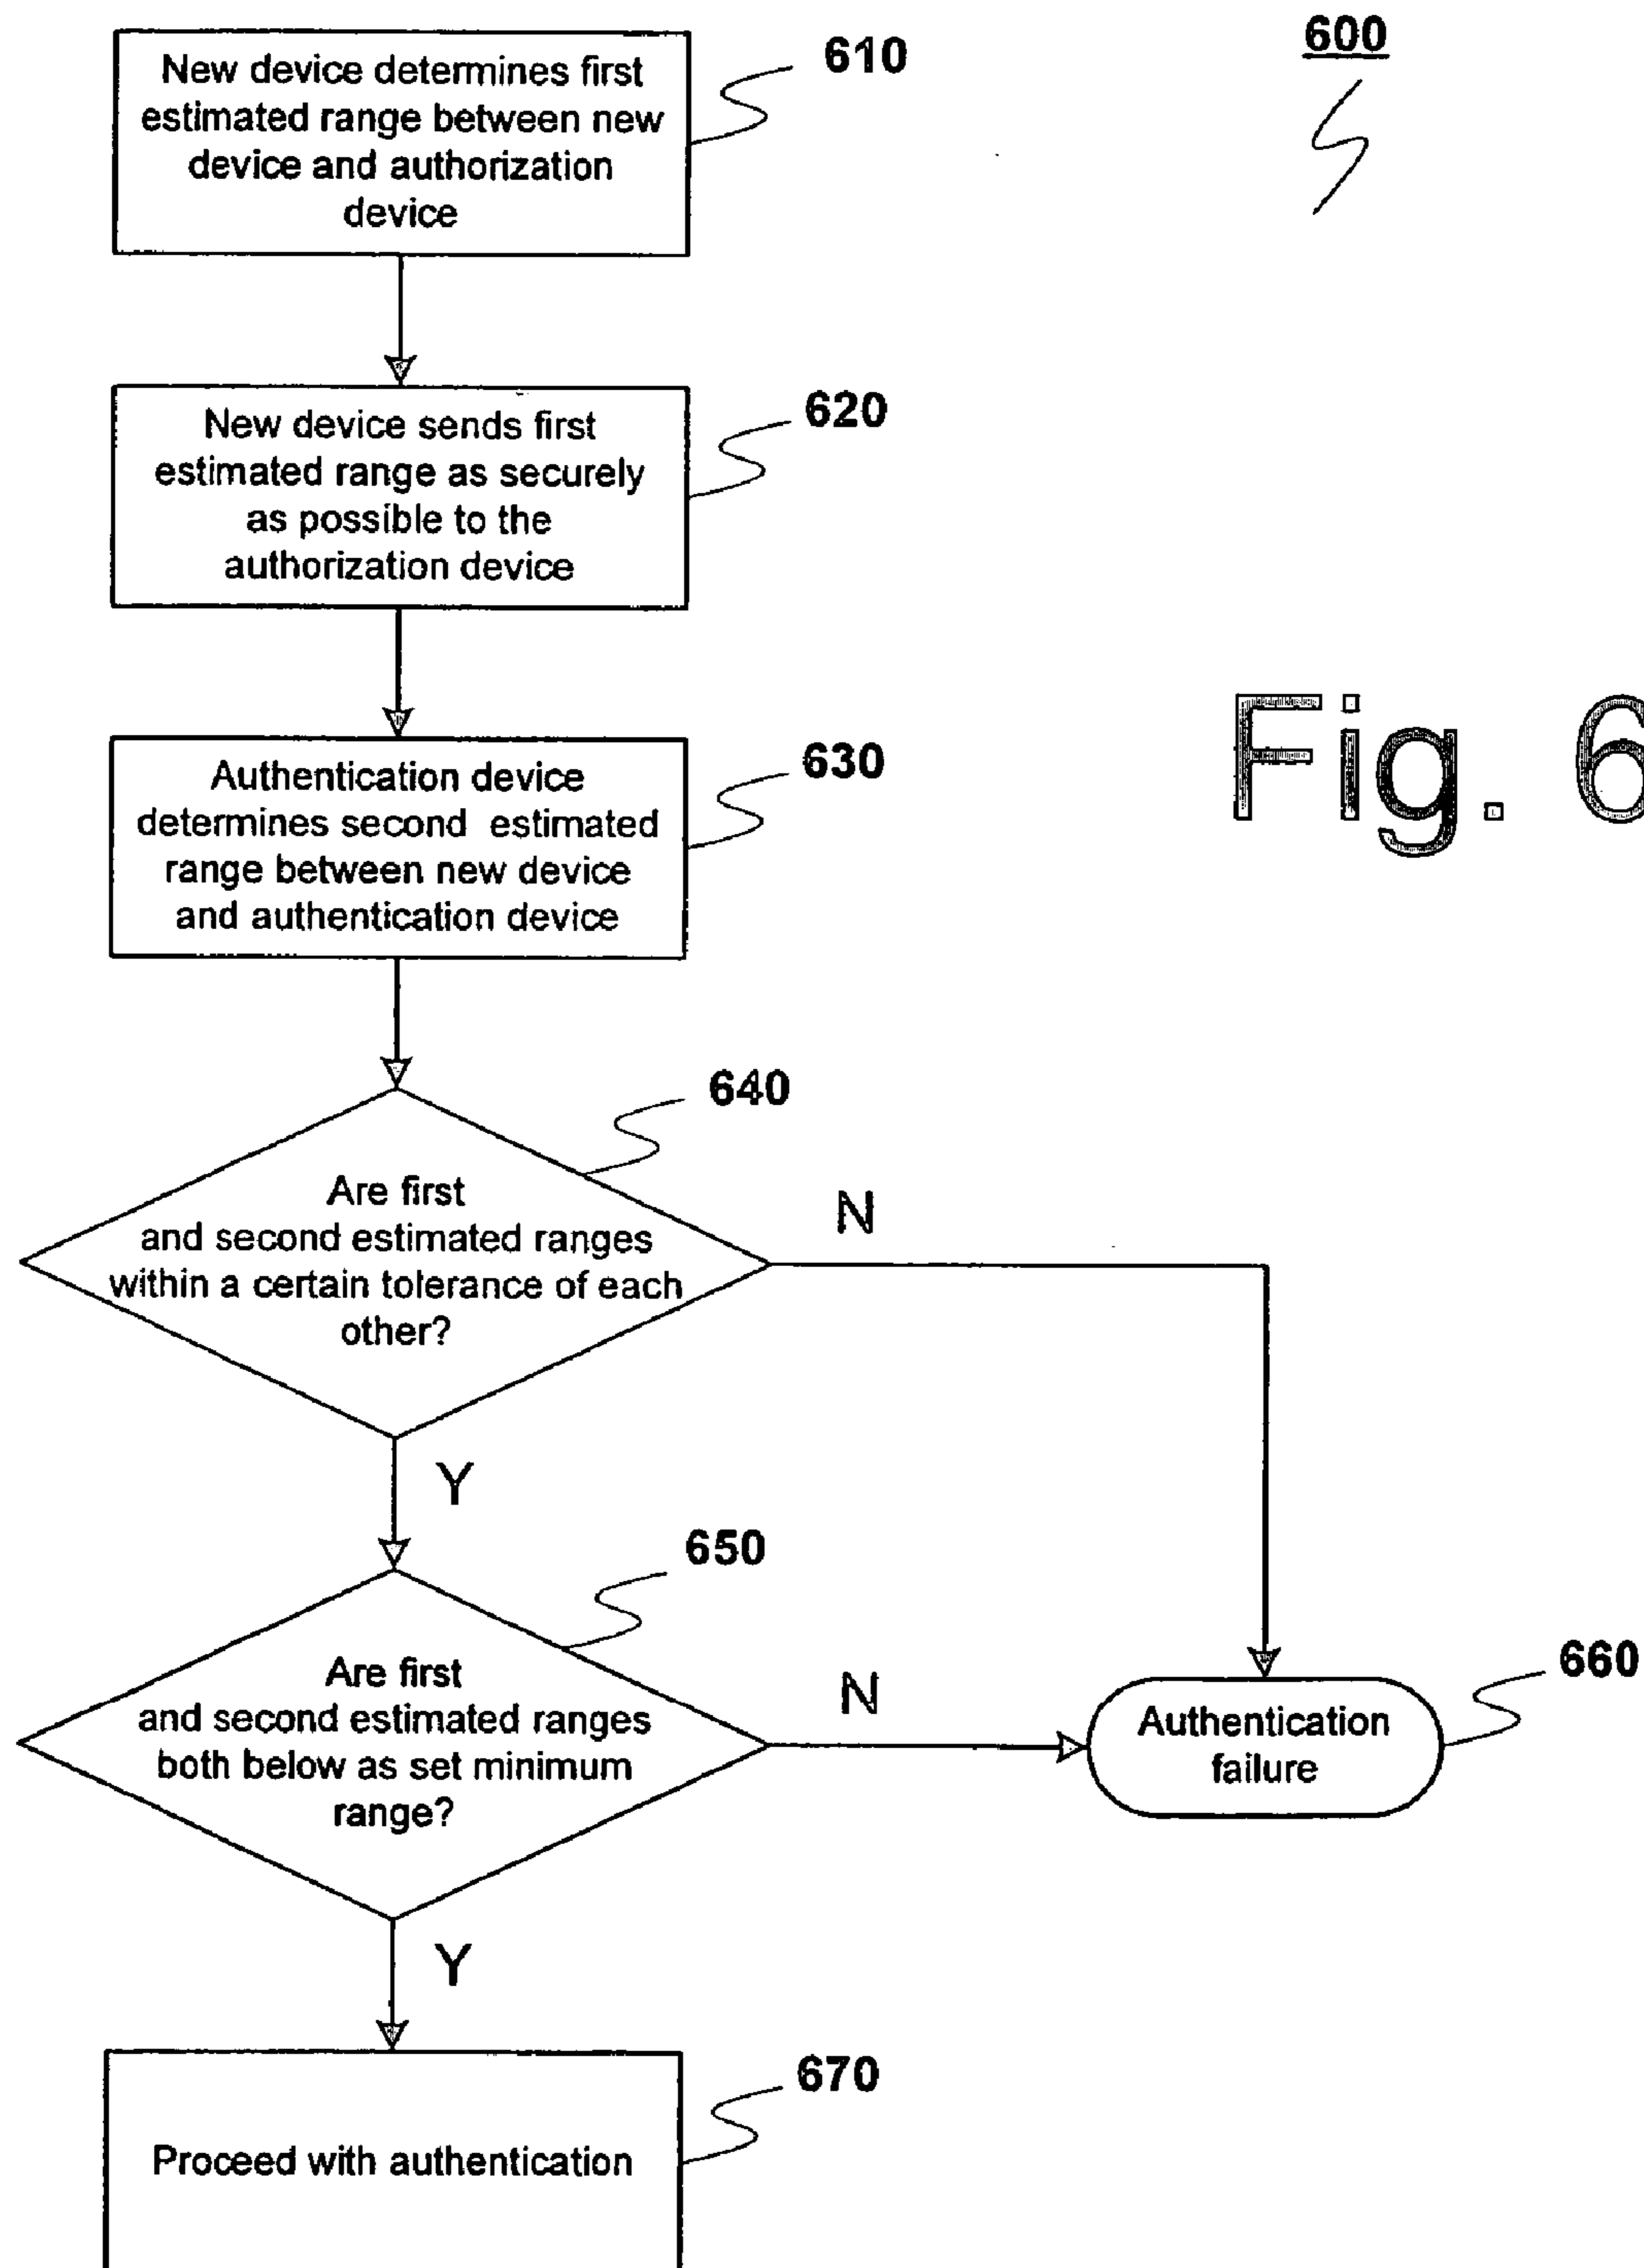 600
610
New device determines first
estimated range between new
device and authorization
device
620
New device sends first
estimated range as securely
as possible to the
authorization device
630
Authentication device
determines second estimated
range between new device
and authentication device
Fig. 6
640
Are first
and second estimated ranges
within a certain tolerance of each
other?
N
Y
650
Are first
and second estimated ranges
both below as set minimum
range?
N
660
Authentication
failure
Y
670
Proceed with authentication